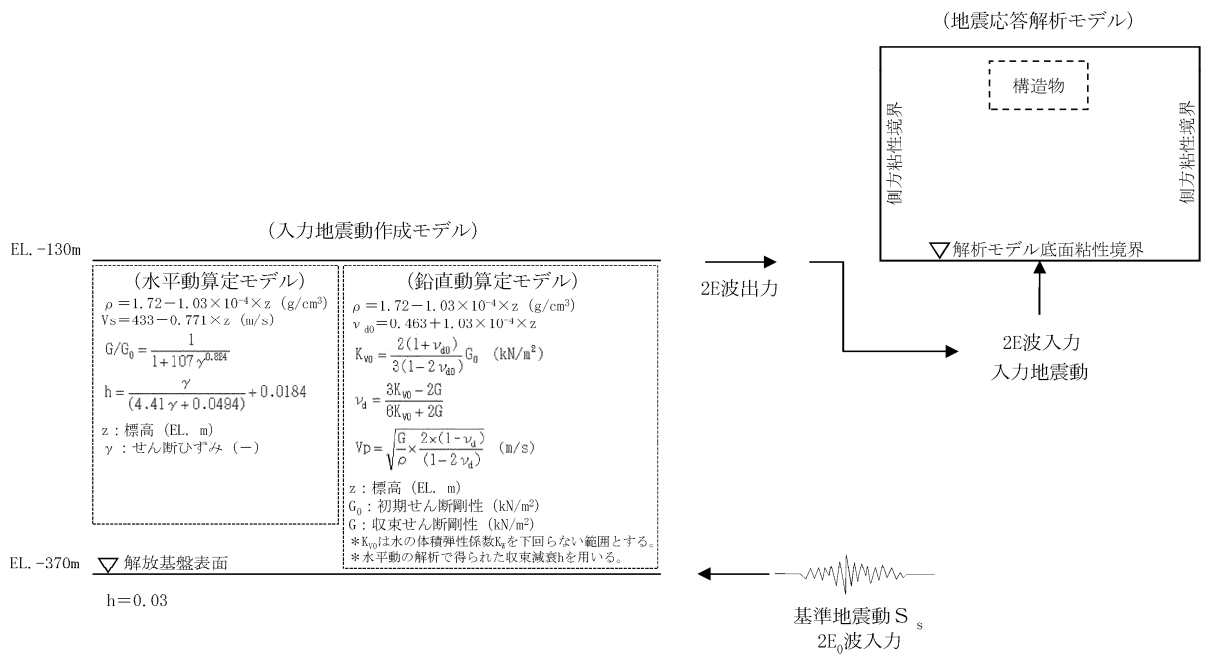 (地震応答解析モデル)
構造物
側方粘性境界
側方粘性境界
▽解析モデル底面粘性境界
(入力地震動作成モデル)
EL.-130m
(水平動算定モデル)
ρ=1.72-1.03×10⁻⁴×z (g/cm³)
Vs=433-0.771×z (m/s)
G/G₀=1/(1+107γ^0.824)
h=γ/(4.41γ+0.0494)+0.0184
z:標高 (EL. m)
γ:せん断ひずみ (-)
(鉛直動算定モデル)
ρ=1.72-1.03×10⁻⁴×z (g/cm³)
ν_d0=0.463+1.03×10⁻⁴×z
K_V0=2(1+ν_d0)/3(1-2ν_d0) G₀ (kN/m²)
ν_d=(3K_V0-2G)/(6K_V0+2G)
Vp=√(G/ρ×2×(1-ν_d)/(1-2ν_d)) (m/s)
z:標高 (EL. m)
G₀:初期せん断剛性 (kN/m²)
G:収束せん断剛性 (kN/m²)
*K_V0は水の体積弾性係数K_Wを下回らない範囲とする。
*水平動の解析で得られた収束減衰hを用いる。
2E波出力
2E波入力
入力地震動
EL.-370m
▽ 解放基盤表面
h=0.03
基準地震動S_s
2E₀波入力